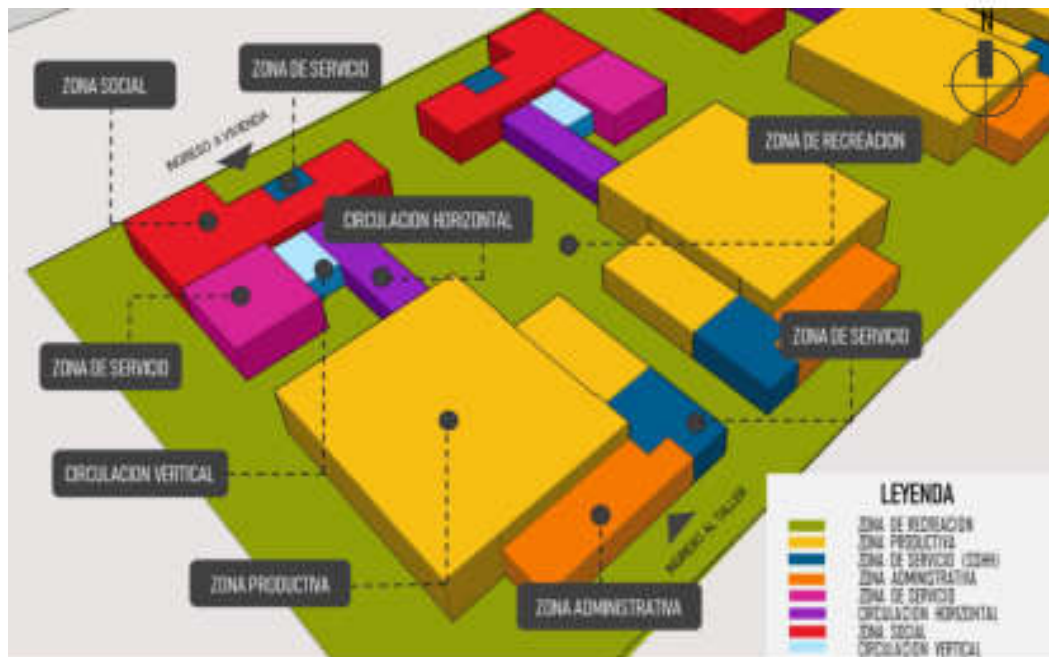 N
ZONA SOCIAL
ZONA DE SERVICIO
INGRESO A VIVIENDA
ZONA DE RECREACION
CIRCULACION HORIZONTAL
ZONA DE SERVICIO
ZONA DE SERVICIO
CIRCULACION VERTICAL
INGRESO AL TALLER
ZONA PRODUCTIVA
ZONA ADMINISTRATIVA
LEYENDA
ZONA DE RECREACION
ZONA PRODUCTIVA
ZONA DE SERVICIO (SSHH)
ZONA ADMINISTRATIVA
ZONA DE SERVICIO
CIRCULACION HORIZONTAL
ZONA SOCIAL
CIRCULACION VERTICAL